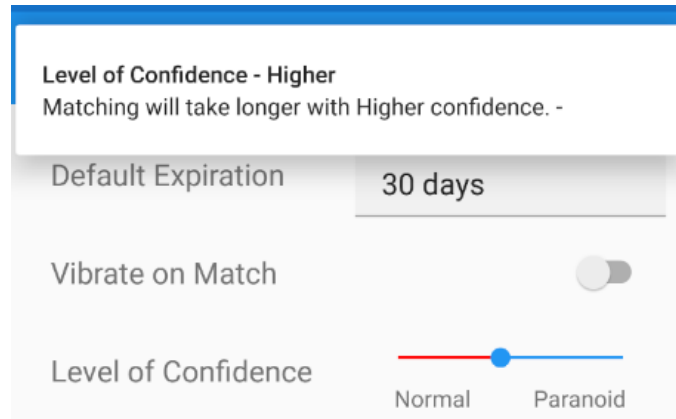 Level of Confidence - Higher
Matching will take longer with Higher confidence. -
Default Expiration 30 days
Vibrate on Match
Level of Confidence
Normal Paranoid